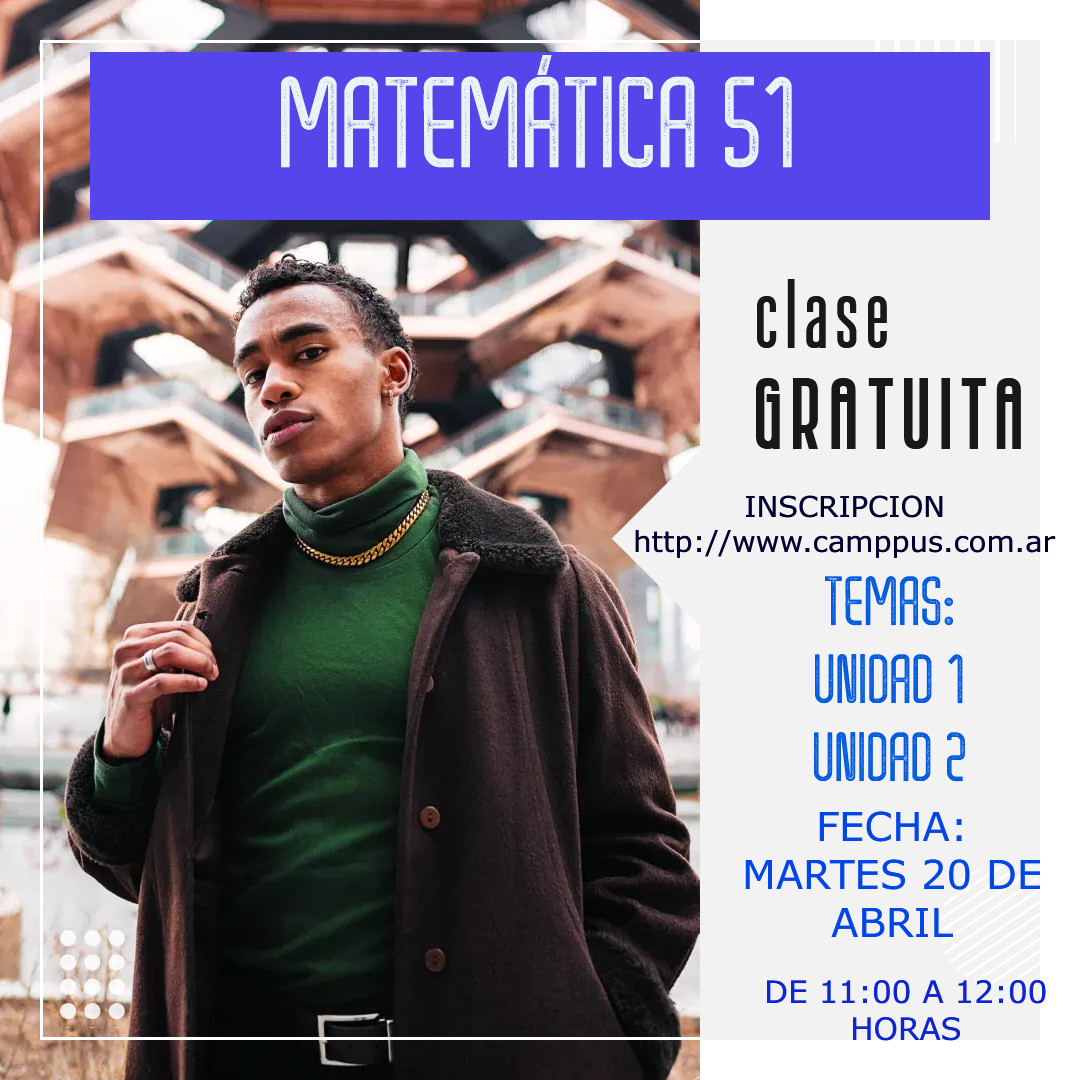 MATEMÁTICA 51
clase
GRATUITA
INSCRIPCION
http://www.camppus.com.ar
TEMAS:
UNIDAD 1
UNIDAD 2
FECHA:
MARTES 20 DE
ABRIL
DE 11:00 A 12:00
HORAS